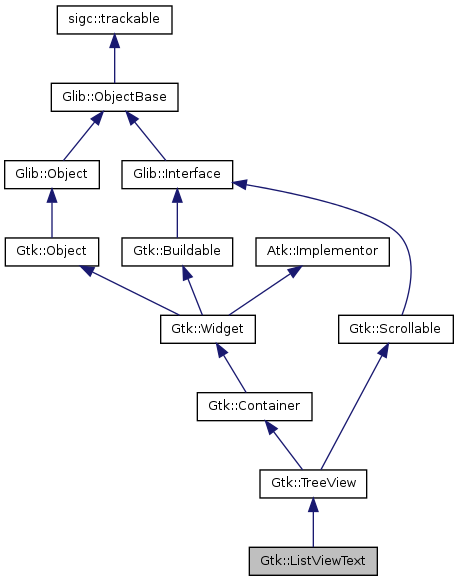 sigc::trackable
Glib::ObjectBase
Glib::Object
Glib::Interface
Gtk::Object
Gtk::Buildable
Atk::Implementor
Gtk::Widget
Gtk::Scrollable
Gtk::Container
Gtk::TreeView
Gtk::ListViewText